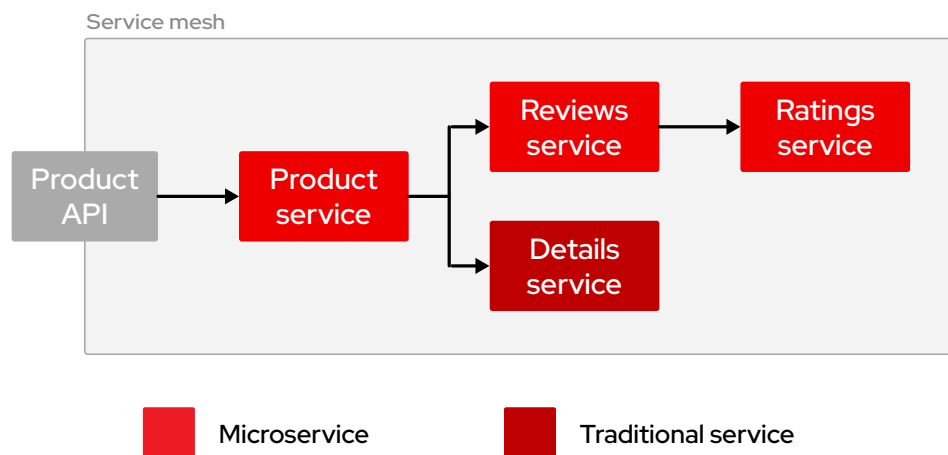 Service mesh
Product
API
Product
service
Reviews
service
Ratings
service
Details
service
Microservice
Traditional service